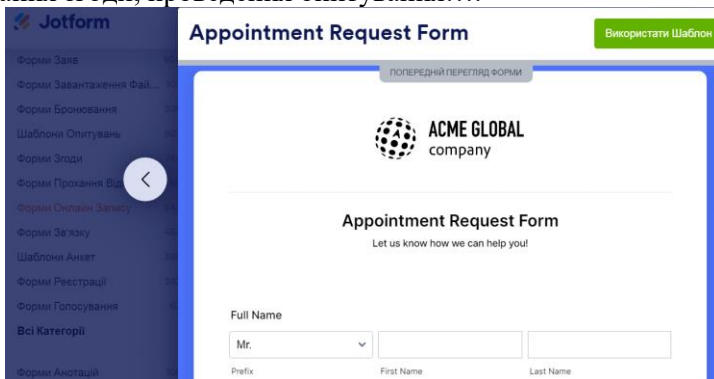 Jotform
Appointment Request Form
Використати Шаблон
Форми Заяв
Форми Завантаження Фай...
Форми Бронювання
Шаблони Опитувань
Форми Згоди
Форми Прохання
Форми Онлайн Запису
Форми Зв'язку
Шаблони Анкет
Форми Реєстрації
Форми Голосування
Всі Категорії
Форми Анотацій
ПОПЕРЕДНІЙ ПЕРЕГЛЯД ФОРМИ
ACME GLOBAL
company
Appointment Request Form
Let us know how we can help you!
Full Name
Mr.
Prefix
First Name
Last Name